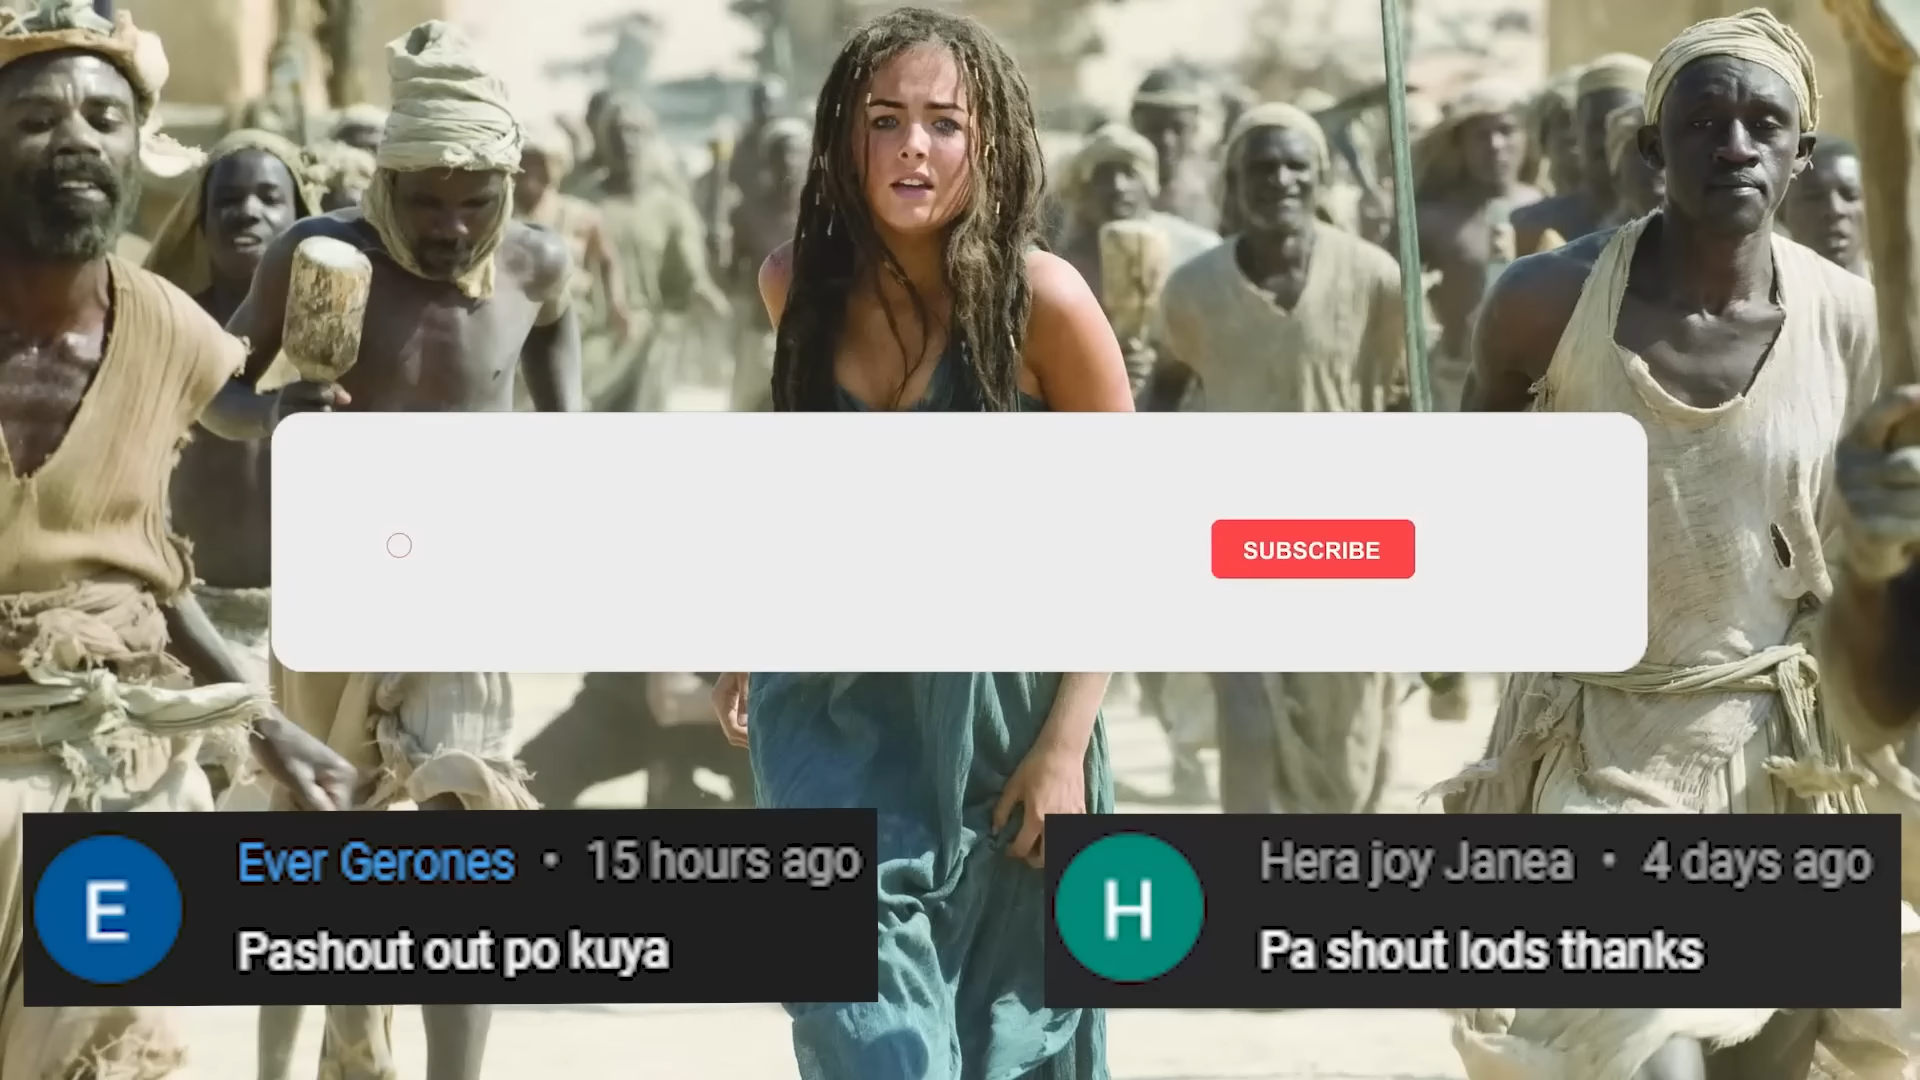 SUBSCRIBE
Ever Gerones • 15 hours ago
E
Pashout out po kuya
Hera joy Janea • 4 days ago
H
Pa shout lods thanks